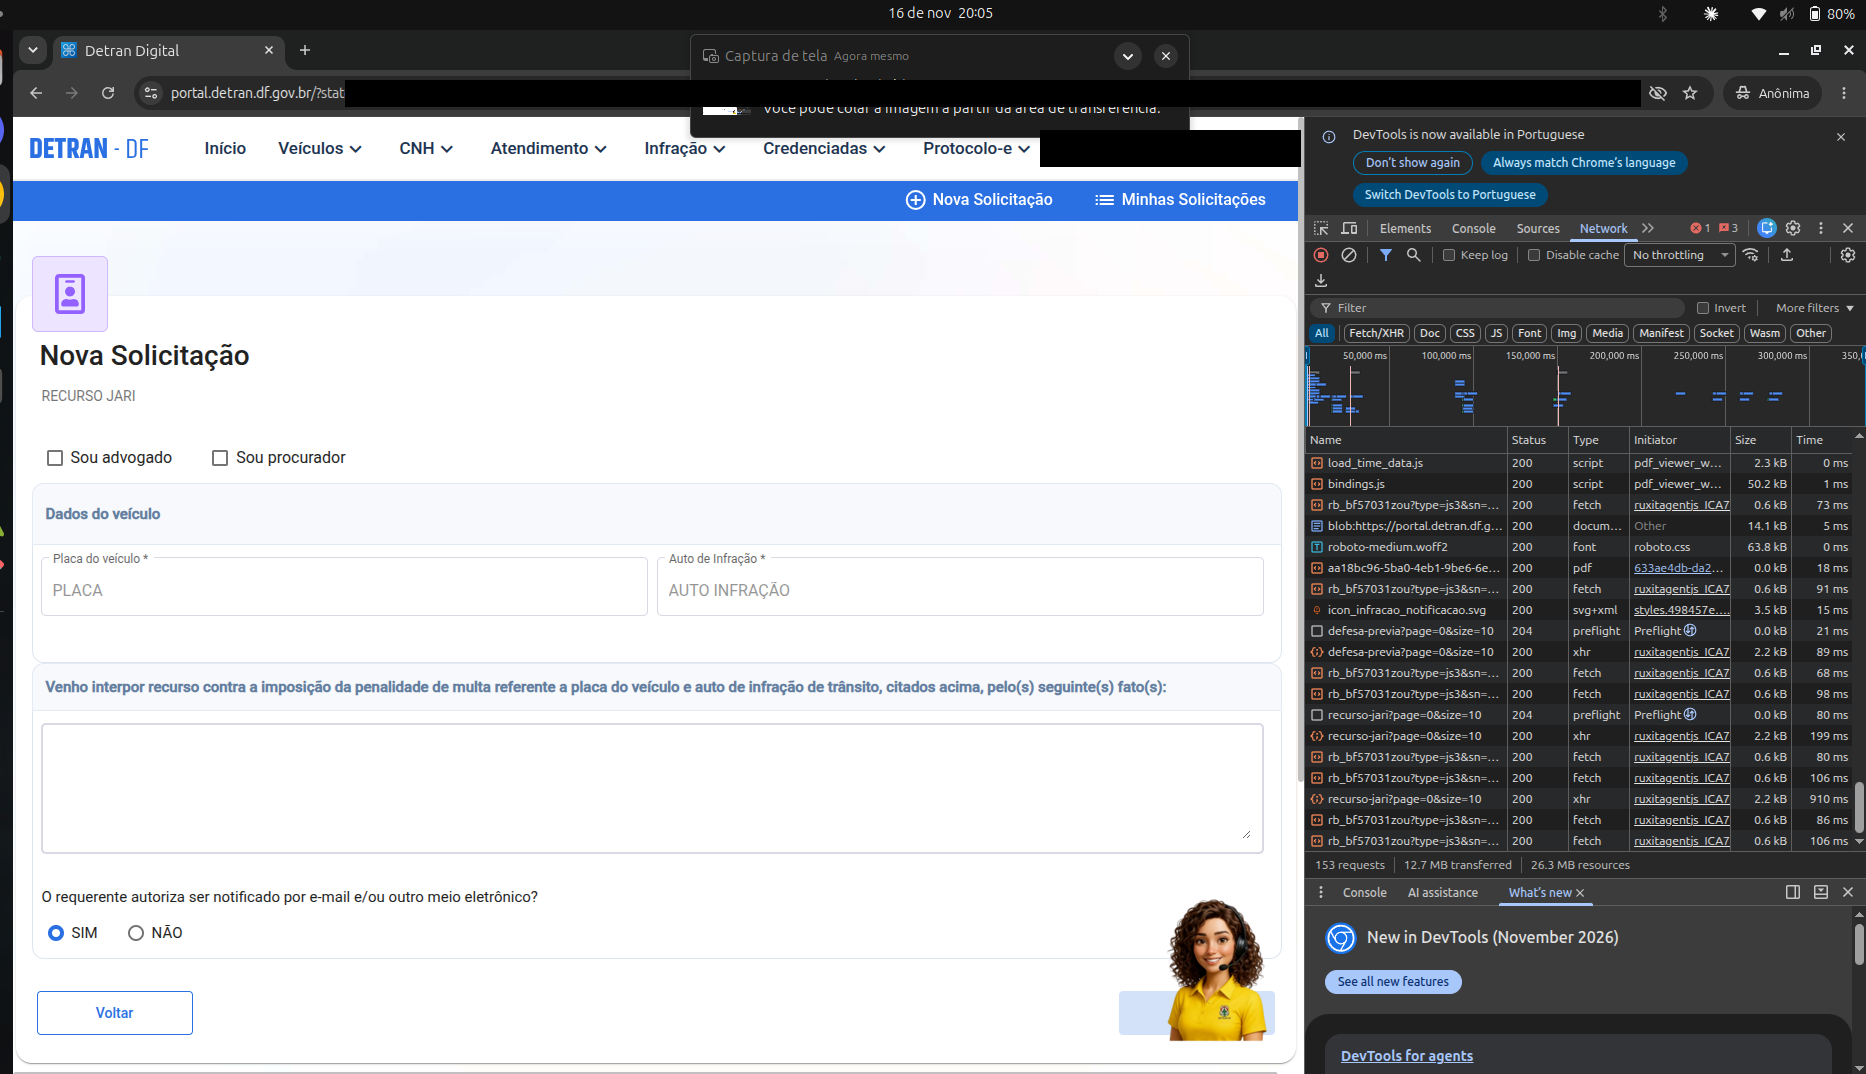 16 de nov 20:05
80%
Detran Digital
Captura de tela Agora mesmo
portal.detran.df.gov.br/?stat
Você pode colar a imagem a partir da área de transferência.
Anônima
DETRAN - DF
Início
Veículos
CNH
Atendimento
Infração
Credenciadas
Protocolo-e
Nova Solicitação
Minhas Solicitações
Nova Solicitação
RECURSO JARI
Sou advogado
Sou procurador
Dados do veículo
Placa do veículo *
PLACA
Auto de Infração *
AUTO INFRAÇÃO
Venho interpor recurso contra a imposição da penalidade de multa referente a placa do veículo e auto de infração de trânsito, citados acima, pelo(s) seguinte(s) fato(s):
O requerente autoriza ser notificado por e-mail e/ou outro meio eletrônico?
SIM
NÃO
Voltar
DevTools is now available in Portuguese
Don't show again
Always match Chrome's language
Switch DevTools to Portuguese
Elements Console Sources Network 1 3
Keep log Disable cache No throttling
Filter Invert More filters
All Fetch/XHR Doc CSS JS Font Img Media Manifest Socket Wasm Other
50,000 ms 100,000 ms 150,000 ms 200,000 ms 250,000 ms 300,000 ms 350,
Name Status Type Initiator Size Time
load_time_data.js 200 script pdf_viewer_w... 2.3 kB 0 ms
bindings.js 200 script pdf_viewer_w... 50.2 kB 1 ms
rb_bf57031zou?type=js3&sn=... 200 fetch ruxitagentjs_ICA7 0.6 kB 73 ms
blob:https://portal.detran.df.g... 200 docum... Other 14.1 kB 5 ms
roboto-medium.woff2 200 font roboto.css 63.8 kB 0 ms
aa18bc96-5ba0-4eb1-9be6-6e... 200 pdf 633ae4db-da2... 0.0 kB 18 ms
rb_bf57031zou?type=js3&sn=... 200 fetch ruxitagentjs_ICA7 0.6 kB 91 ms
icon_infracao_notificacao.svg 200 svg+xml styles.498457e.... 3.5 kB 15 ms
defesa-previa?page=0&size=10 204 preflight Preflight 0.0 kB 21 ms
defesa-previa?page=0&size=10 200 xhr ruxitagentjs_ICA7 2.2 kB 89 ms
rb_bf57031zou?type=js3&sn=... 200 fetch ruxitagentjs_ICA7 0.6 kB 68 ms
rb_bf57031zou?type=js3&sn=... 200 fetch ruxitagentjs_ICA7 0.6 kB 98 ms
recurso-jari?page=0&size=10 204 preflight Preflight 0.0 kB 80 ms
recurso-jari?page=0&size=10 200 xhr ruxitagentjs_ICA7 2.2 kB 199 ms
rb_bf57031zou?type=js3&sn=... 200 fetch ruxitagentjs_ICA7 0.6 kB 80 ms
rb_bf57031zou?type=js3&sn=... 200 fetch ruxitagentjs_ICA7 0.6 kB 106 ms
recurso-jari?page=0&size=10 200 xhr ruxitagentjs_ICA7 2.2 kB 910 ms
rb_bf57031zou?type=js3&sn=... 200 fetch ruxitagentjs_ICA7 0.6 kB 86 ms
rb_bf57031zou?type=js3&sn=... 200 fetch ruxitagentjs_ICA7 0.6 kB 106 ms
153 requests 12.7 MB transferred 26.3 MB resources
Console AI assistance What's new
New in DevTools (November 2026)
See all new features
DevTools for agents